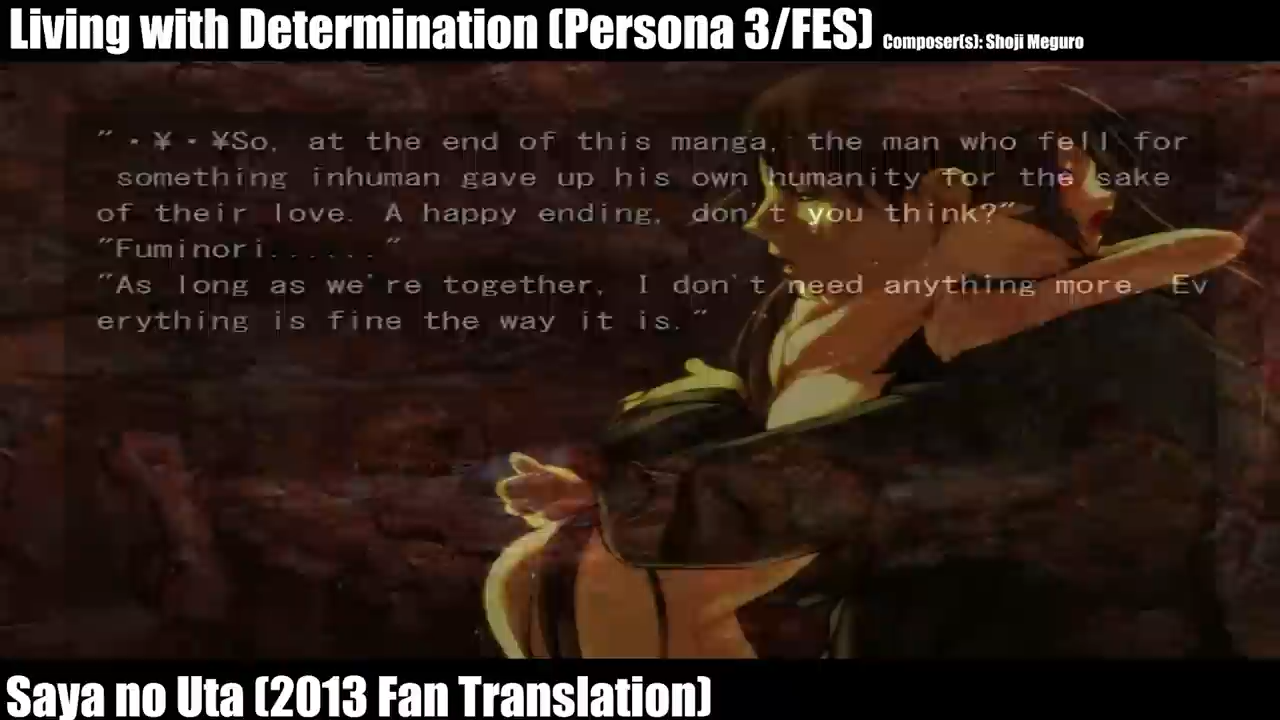 Living with Determination (Persona 3/FES) Composer(s): Shoji Meguro
"・¥・¥So, at the end of this manga, the man who fell for
something inhuman gave up his own humanity for the sake
of their love. A happy ending, don't you think?"
"Fuminori......"
"As long as we're together, I don't need anything more. Ev
erything is fine the way it is."
Saya no Uta (2013 Fan Translation)